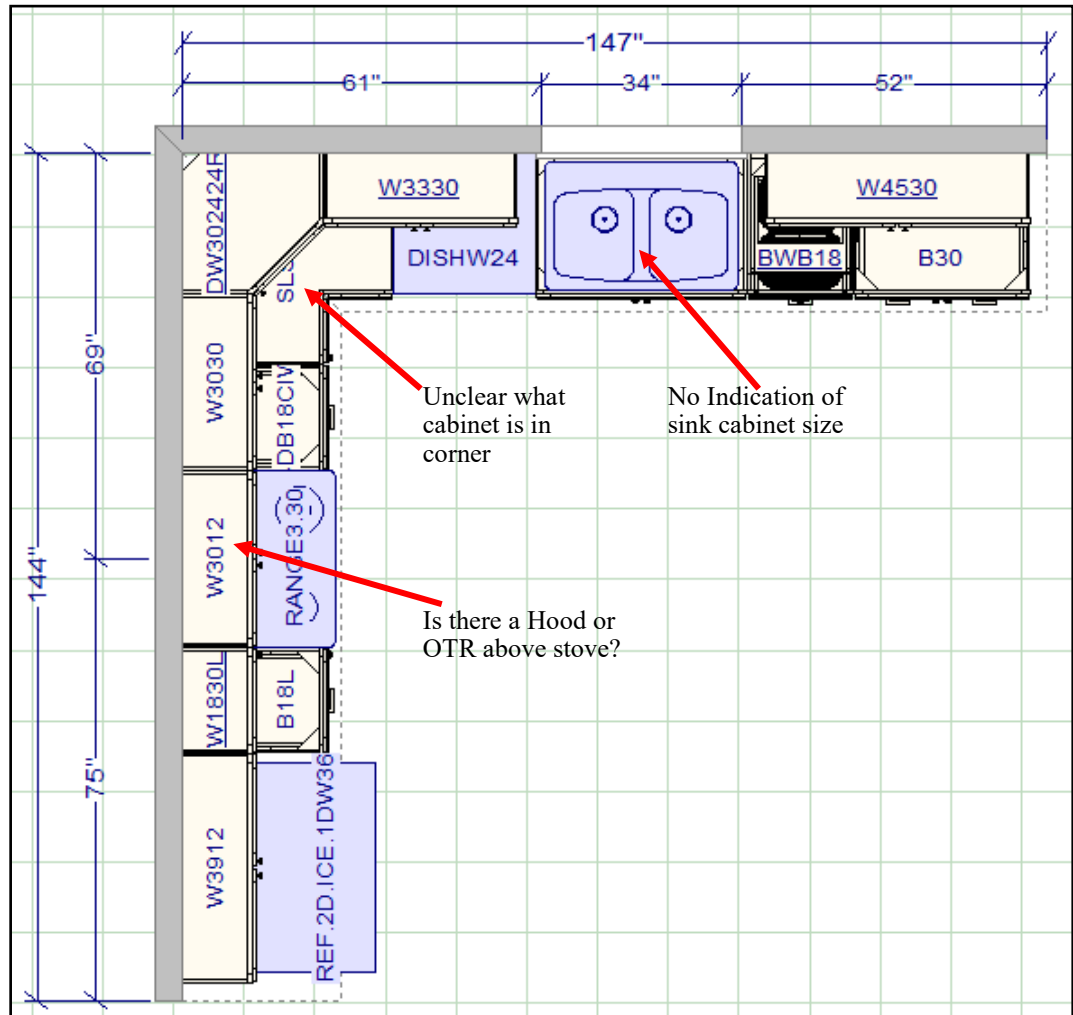 147"
61"
34"
52"
DW302424R
W3330
W4530
DISHW24
BWB18
B30
SLS
69"
144"
W3030
DB18CIW
Unclear what
cabinet is in
corner
No Indication of
sink cabinet size
W3012
RANGE3.30
Is there a Hood or
OTR above stove?
W1830L
B18L
75"
W3912
REF.2D.ICE.1DW36